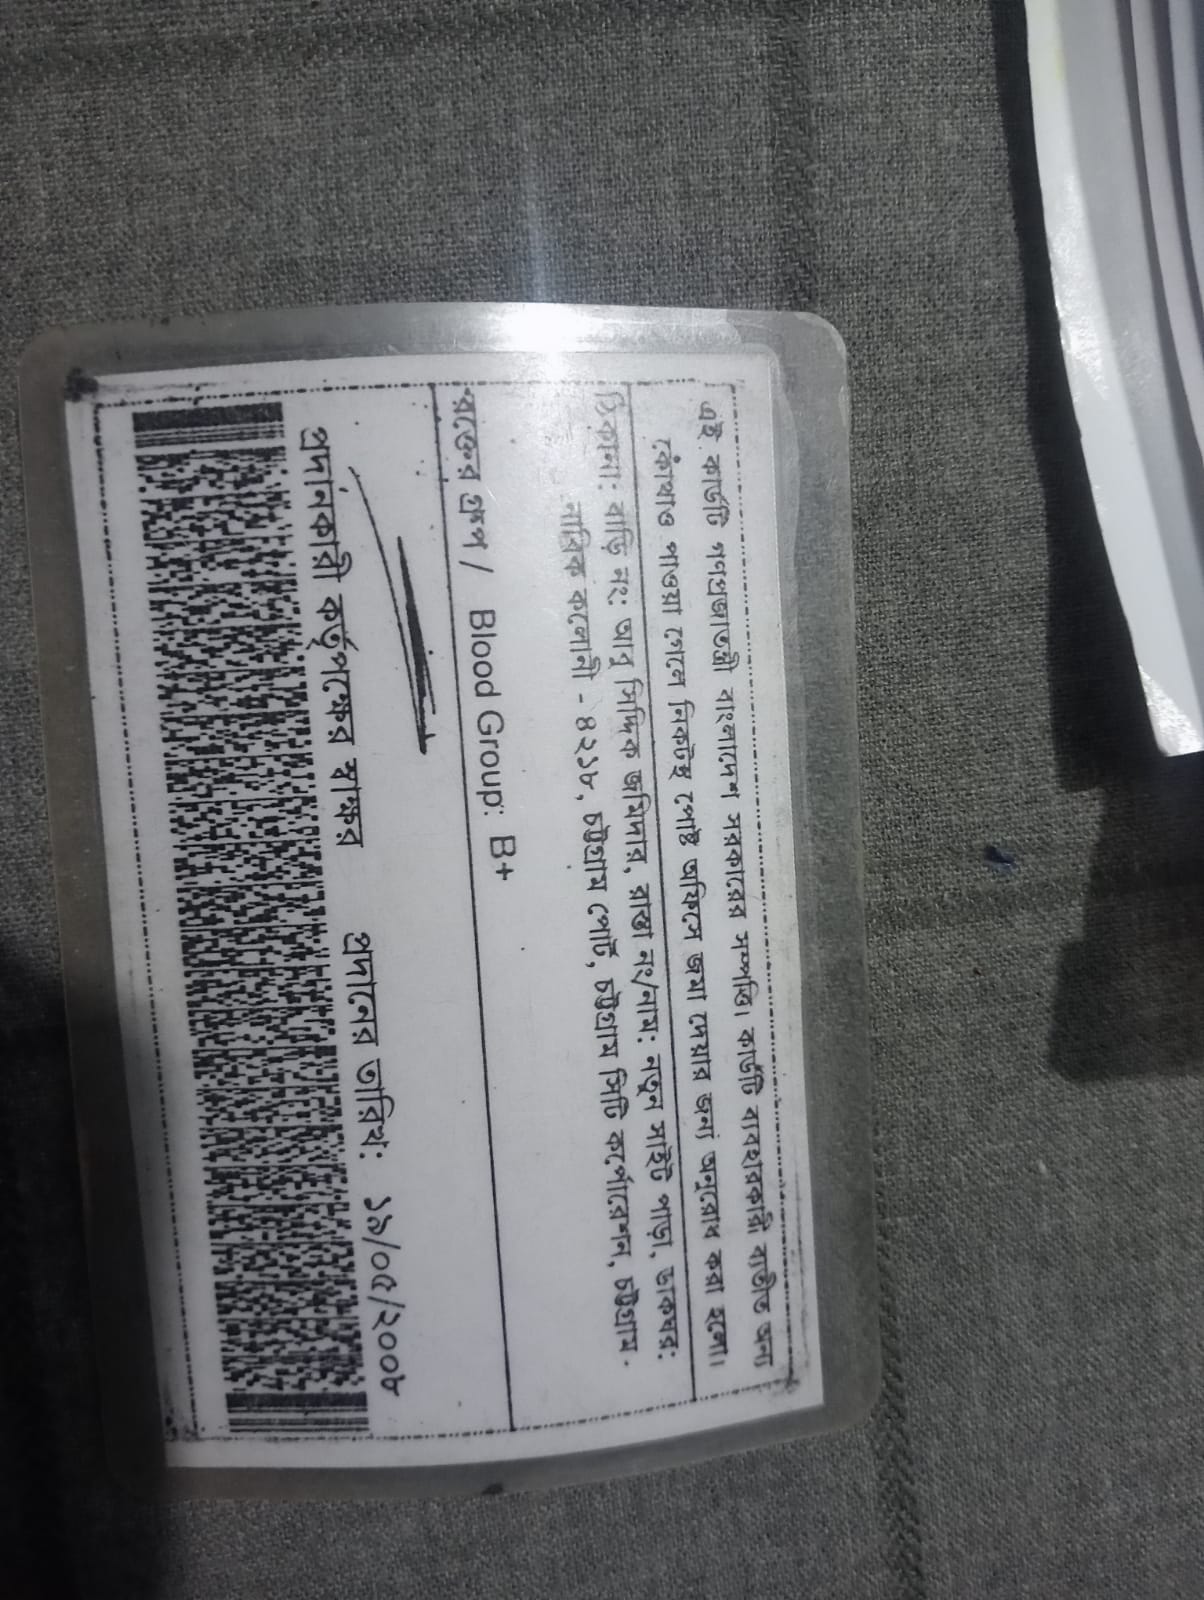 এই কার্ডটি গণপ্রজাতন্ত্রী বাংলাদেশ সরকারের সম্পত্তি। কার্ডটি ব্যবহারকারী ব্যতীত অন্য
কোথাও পাওয়া গেলে নিকটস্থ পোষ্ট অফিসে জমা দেয়ার জন্য অনুরোধ করা হলো।
ঠিকানা: বাড়ি নং: আবু সিদ্দিক জমিদার, রাস্তা নং/নাম: নতুন সাইট পাড়া, ডাকঘর:
নাবিক কলোনী - ৪২১৮, চট্টগ্রাম পোর্ট, চট্টগ্রাম সিটি কর্পোরেশন, চট্টগ্রাম.
রক্তের গ্রুপ / Blood Group: B+
প্রদানকারী কর্তৃপক্ষের স্বাক্ষর প্রদানের তারিখ: ১৯/০৫/২০০৮